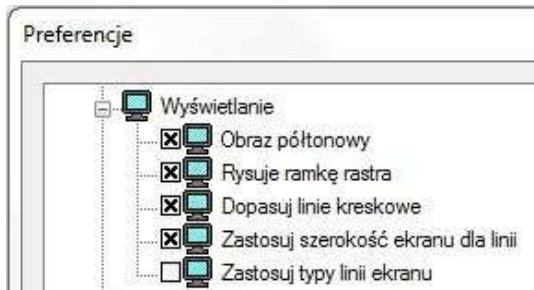 Preferencje
Wyświetlanie
Obraz półtonowy
Rysuje ramkę rastra
Dopasuj linie kreskowe
Zastosuj szerokość ekranu dla linii
Zastosuj typy linii ekranu